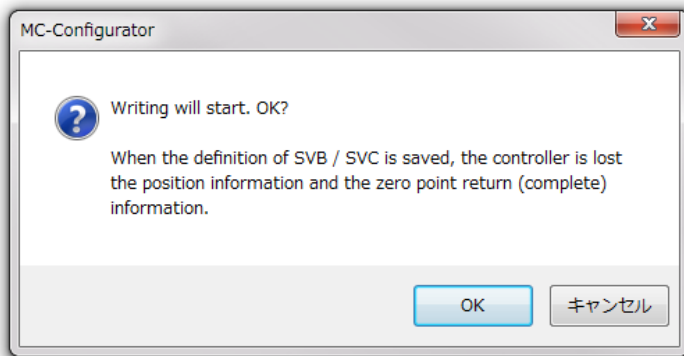 MC-Configurator
Writing will start. OK?
When the definition of SVB / SVC is saved, the controller is lost
the position information and the zero point return (complete)
information.
OK
キャンセル